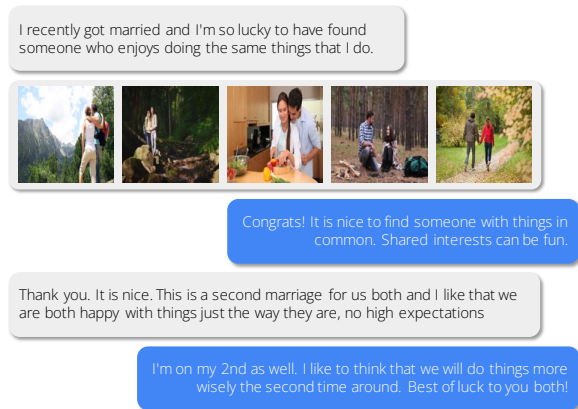 I recently got married and I'm so lucky to have found
someone who enjoys doing the same things that I do.
Congrats! It is nice to find someone with things in
common. Shared interests can be fun.
Thank you. It is nice. This is a second marriage for us both and I like that we
are both happy with things just the way they are, no high expectations
I'm on my 2nd as well. I like to think that we will do things more
wisely the second time around. Best of luck to you both!